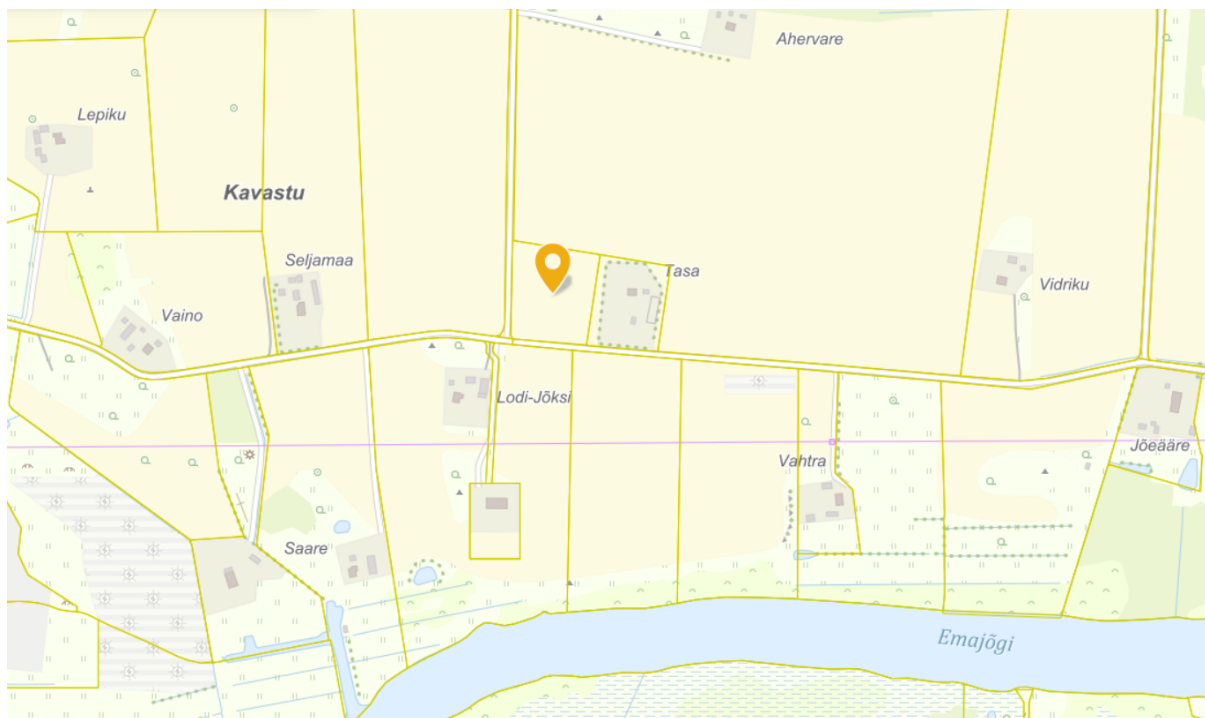 Ahervare
Lepiku
Kavastu
Seljamaa
Tasa
Vidriku
Vaino
Lodi-Jõksi
Jõeääre
Vahtra
Saare
Emajõgi